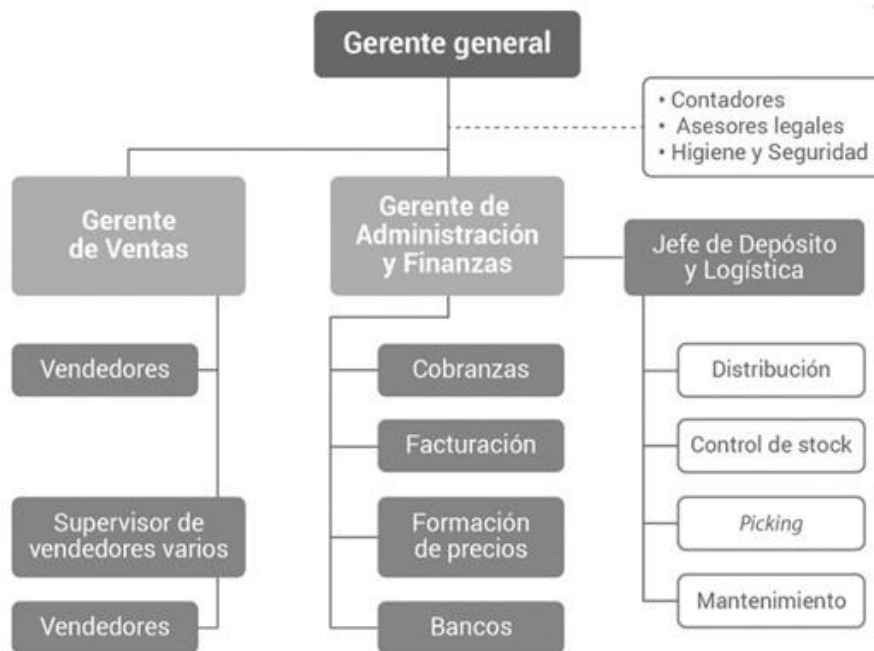 Gerente general
• Contadores
• Asesores legales
• Higiene y Seguridad
Gerente
de Ventas
Gerente de
Administración
y Finanzas
Jefe de Depósito
y Logística
Vendedores
Supervisor de
vendedores varios
Vendedores
Cobranzas
Facturación
Formación
de precios
Bancos
Distribución
Control de stock
Picking
Mantenimiento